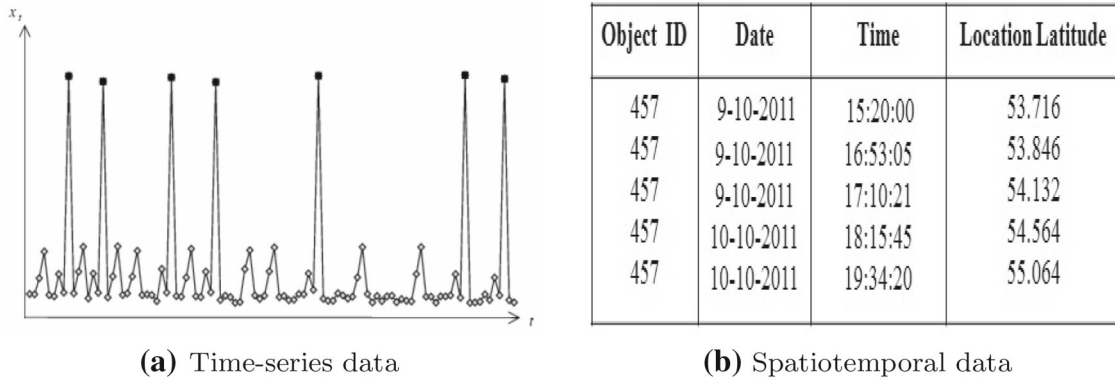 x_t
t
(a) Time-series data
Object ID Date Time Location Latitude
457 9-10-2011 15:20:00 53.716
457 9-10-2011 16:53:05 53.846
457 9-10-2011 17:10:21 54.132
457 10-10-2011 18:15:45 54.564
457 10-10-2011 19:34:20 55.064
(b) Spatiotemporal data